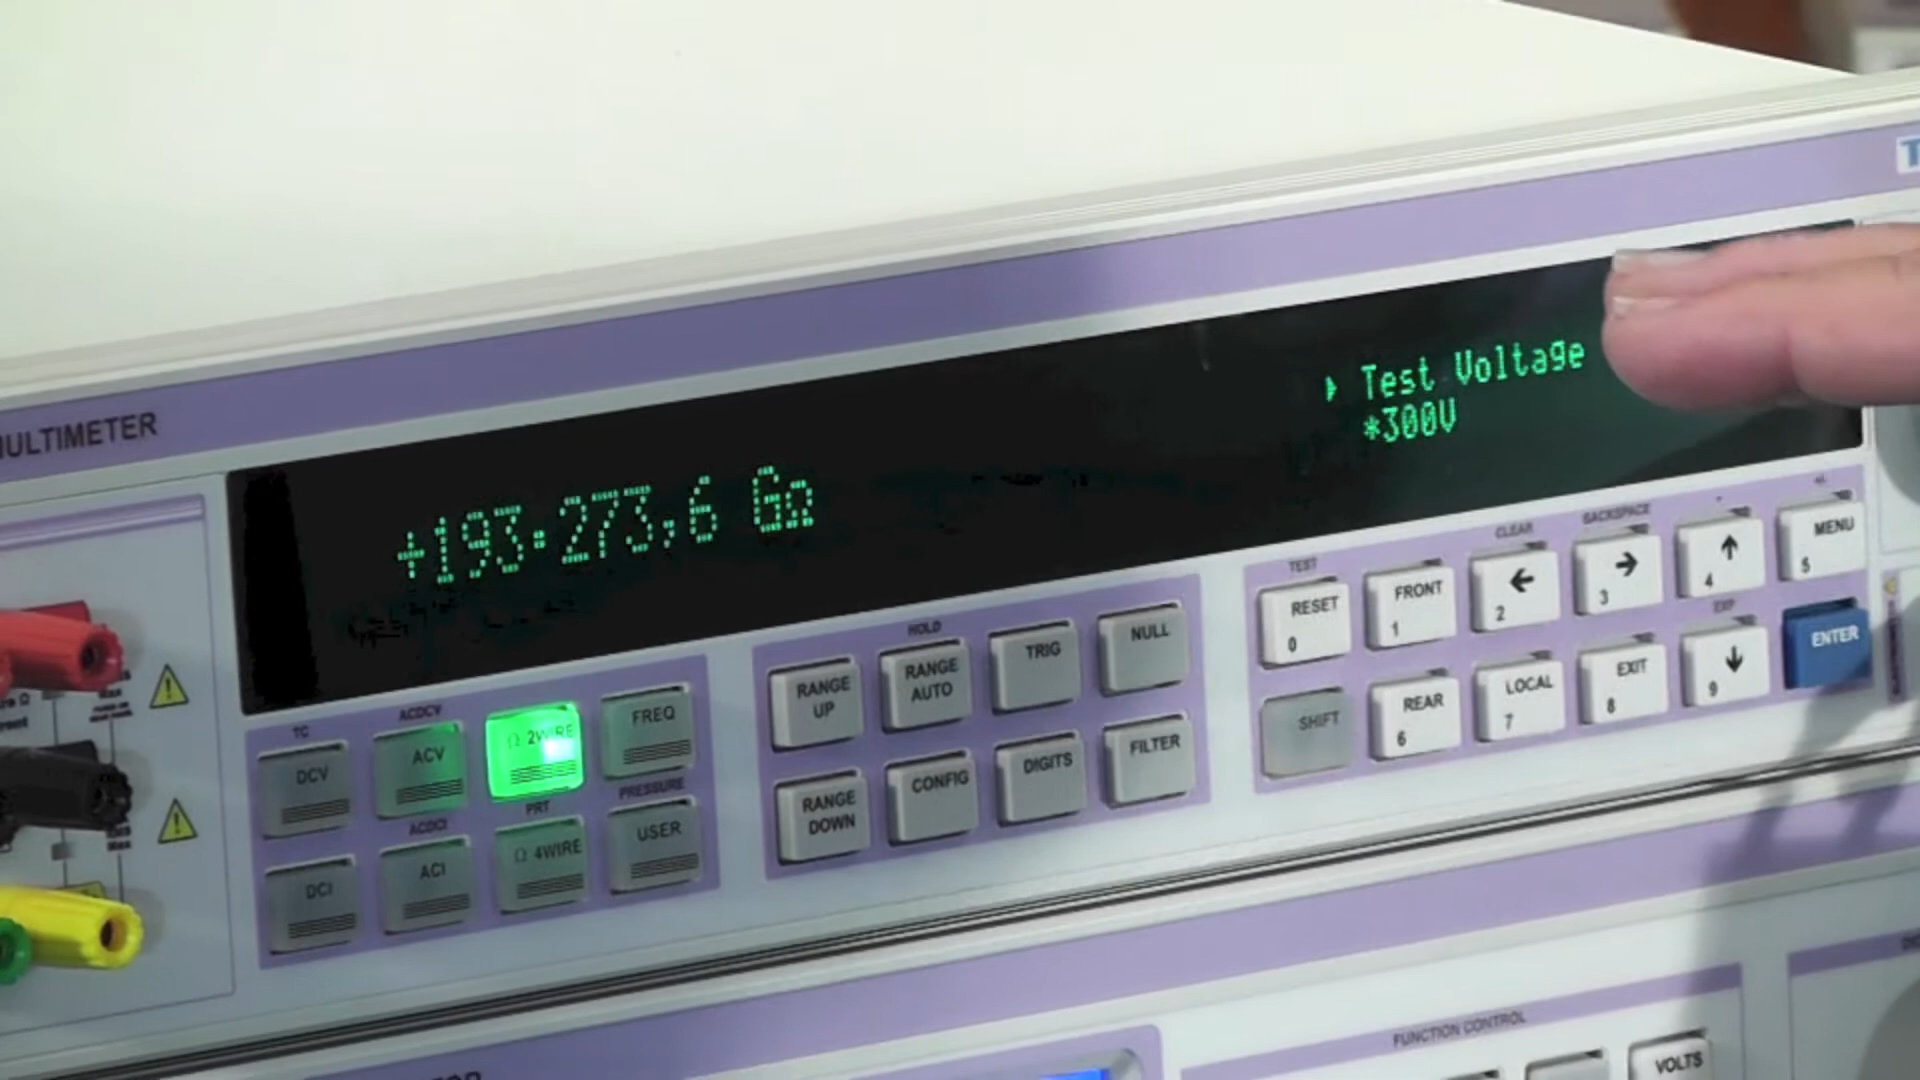 MULTIMETER
Test Voltage
*300V
+193.273,6 GΩ
TC
DCV
ACDCV
ACV
Ω 2WIRE
FREQ
DCI
ACDCI
ACI
PRT
Ω 4WIRE
PRESSURE
USER
RANGE UP
HOLD
RANGE AUTO
TRIG
NULL
RANGE DOWN
CONFIG
DIGITS
FILTER
TEST
RESET
0
FRONT
1
CLEAR
←
2
BACKSPACE
→
3
↑
4
MENU
5
SHIFT
REAR
6
LOCAL
7
EXIT
8
EXP
↓
9
ENTER
FUNCTION CONTROL
VOLTS